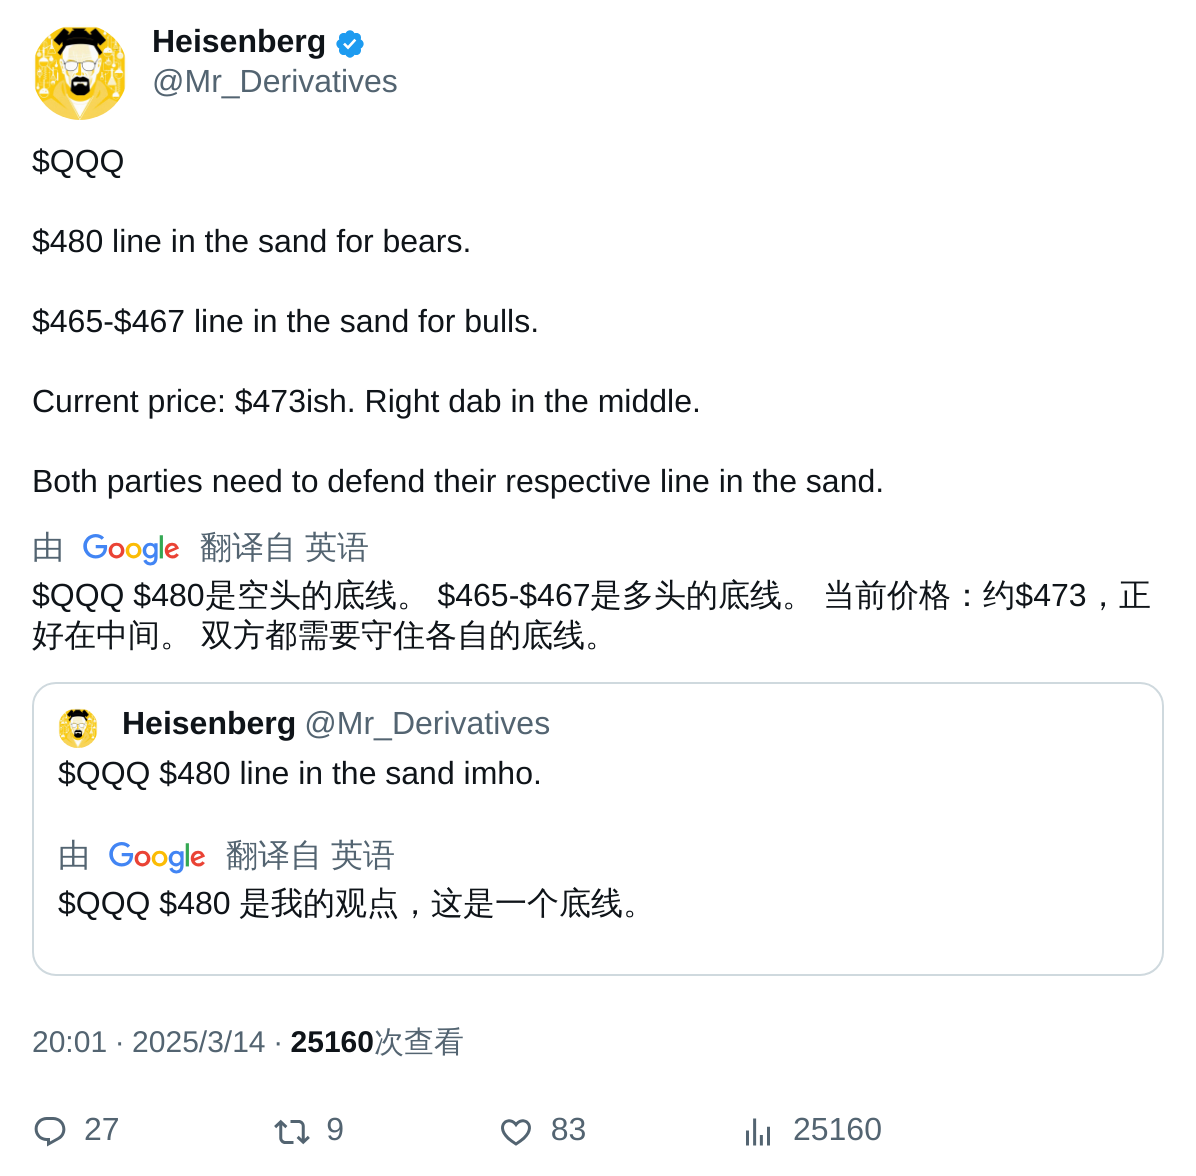 Heisenberg
@Mr_Derivatives
$QQQ
$480 line in the sand for bears.
$465-$467 line in the sand for bulls.
Current price: $473ish. Right dab in the middle.
Both parties need to defend their respective line in the sand.
由 Google 翻译自 英语
$QQQ $480是空头的底线。 $465-$467是多头的底线。 当前价格：约$473，正
好在中间。 双方都需要守住各自的底线。
Heisenberg @Mr_Derivatives
$QQQ $480 line in the sand imho.
由 Google 翻译自 英语
$QQQ $480 是我的观点，这是一个底线。
20:01 · 2025/3/14 · 25160次查看
27 9 83 25160